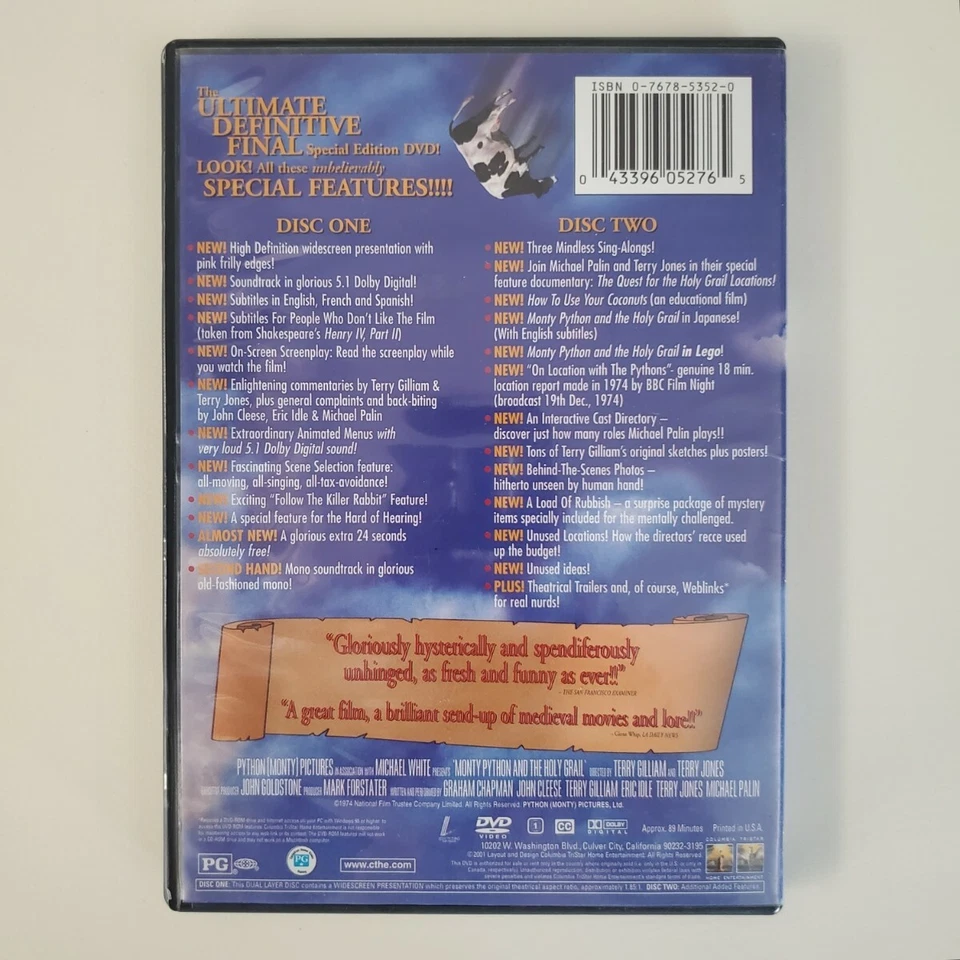 The
ULTIMATE
DEFINITIVE
FINAL Special Edition DVD!
LOOK! All these unbelievably
SPECIAL FEATURES!!!!
ISBN 0-7678-5352-0
0 43396 05276 5
DISC ONE
• NEW! High Definition widescreen presentation with
pink frilly edges!
• NEW! Soundtrack in glorious 5.1 Dolby Digital!
• NEW! Subtitles in English, French and Spanish!
• NEW! Subtitles For People Who Don't Like The Film
(taken from Shakespeare's Henry IV, Part II)
• NEW! On-Screen Screenplay: Read the screenplay while
you watch the film!
• NEW! Enlightening commentaries by Terry Gilliam &
Terry Jones, plus general complaints and back-biting
by John Cleese, Eric Idle & Michael Palin
• NEW! Extraordinary Animated Menus with
very loud 5.1 Dolby Digital sound!
• NEW! Fascinating Scene Selection feature:
all-moving, all-singing, all-tax-avoidance!
• NEW! Exciting "Follow The Killer Rabbit" Feature!
• NEW! A special feature for the Hard of Hearing!
• ALMOST NEW! A glorious extra 24 seconds
absolutely free!
• SECOND HAND! Mono soundtrack in glorious
old-fashioned mono!
DISC TWO
• NEW! Three Mindless Sing-Alongs!
• NEW! Join Michael Palin and Terry Jones in their special
feature documentary: The Quest for the Holy Grail Locations!
• NEW! How To Use Your Coconuts (an educational film)
• NEW! Monty Python and the Holy Grail in Japanese!
(With English subtitles)
• NEW! Monty Python and the Holy Grail in Lego!
• NEW! "On Location with The Pythons"- genuine 18 min.
location report made in 1974 by BBC Film Night
(broadcast 19th Dec., 1974)
• NEW! An Interactive Cast Directory –
discover just how many roles Michael Palin plays!!
• NEW! Tons of Terry Gilliam's original sketches plus posters!
• NEW! Behind-The-Scenes Photos –
hitherto unseen by human hand!
• NEW! A Load Of Rubbish – a surprise package of mystery
items specially included for the mentally challenged.
• NEW! Unused Locations! How the directors' recce used
up the budget!
• NEW! Unused ideas!
• PLUS! Theatrical Trailers and, of course, Weblinks*
for real nurds!
"Gloriously hysterically and spendiferously
unhinged, as fresh and funny as ever!!"
– THE SAN FRANCISCO EXAMINER
"A great film, a brilliant send-up of medieval movies and lore!!"
– Glenn Whip, LA DAILY NEWS
PYTHON (MONTY) PICTURES IN ASSOCIATION WITH MICHAEL WHITE PRESENTS "MONTY PYTHON AND THE HOLY GRAIL" DIRECTED BY TERRY GILLIAM AND TERRY JONES
EXECUTIVE PRODUCER JOHN GOLDSTONE PRODUCER MARK FORSTATER WRITTEN AND PERFORMED BY GRAHAM CHAPMAN JOHN CLEESE TERRY GILLIAM ERIC IDLE TERRY JONES MICHAEL PALIN
©1974 National Film Trustee Company Limited. All Rights Reserved. PYTHON (MONTY) PICTURES, Ltd.
DVD VIDEO
1
CC
DOLBY DIGITAL
Approx. 89 Minutes
Printed in U.S.A.
10202 W. Washington Blvd., Culver City, California 90232-3195
©2001 Layout and Design Columbia TriStar Home Entertainment. All Rights Reserved.
COLUMBIA TRISTAR
HOME ENTERTAINMENT
PG
PG
www.cthe.com
DISC ONE: This DUAL LAYER DISC contains a WIDESCREEN PRESENTATION which preserves the original theatrical aspect ratio, approximately 1.85:1. DISC TWO: Additional Added Features